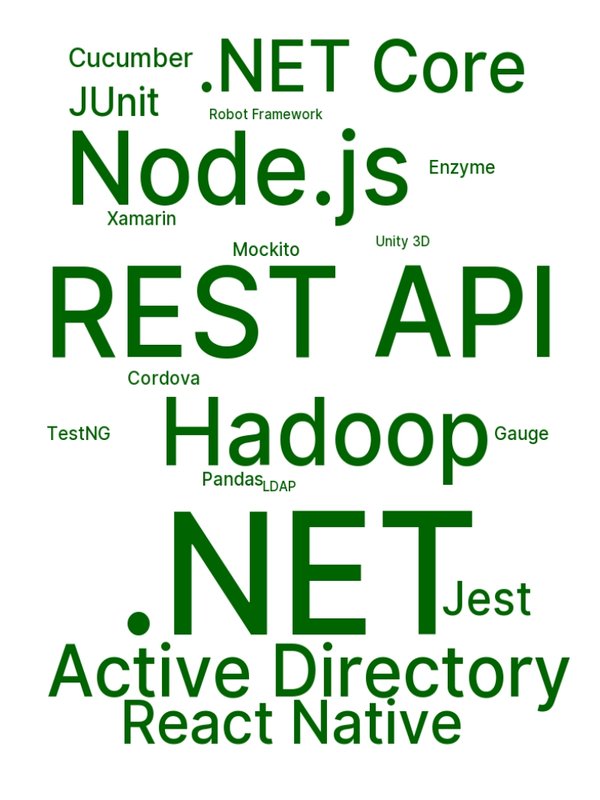 Cucumber
.NET Core
JUnit
Robot Framework
Node.js
Enzyme
Xamarin
Unity 3D
Mockito
REST API
Cordova
Hadoop
TestNG
Gauge
Pandas
LDAP
.NET
Jest
Active Directory
React Native